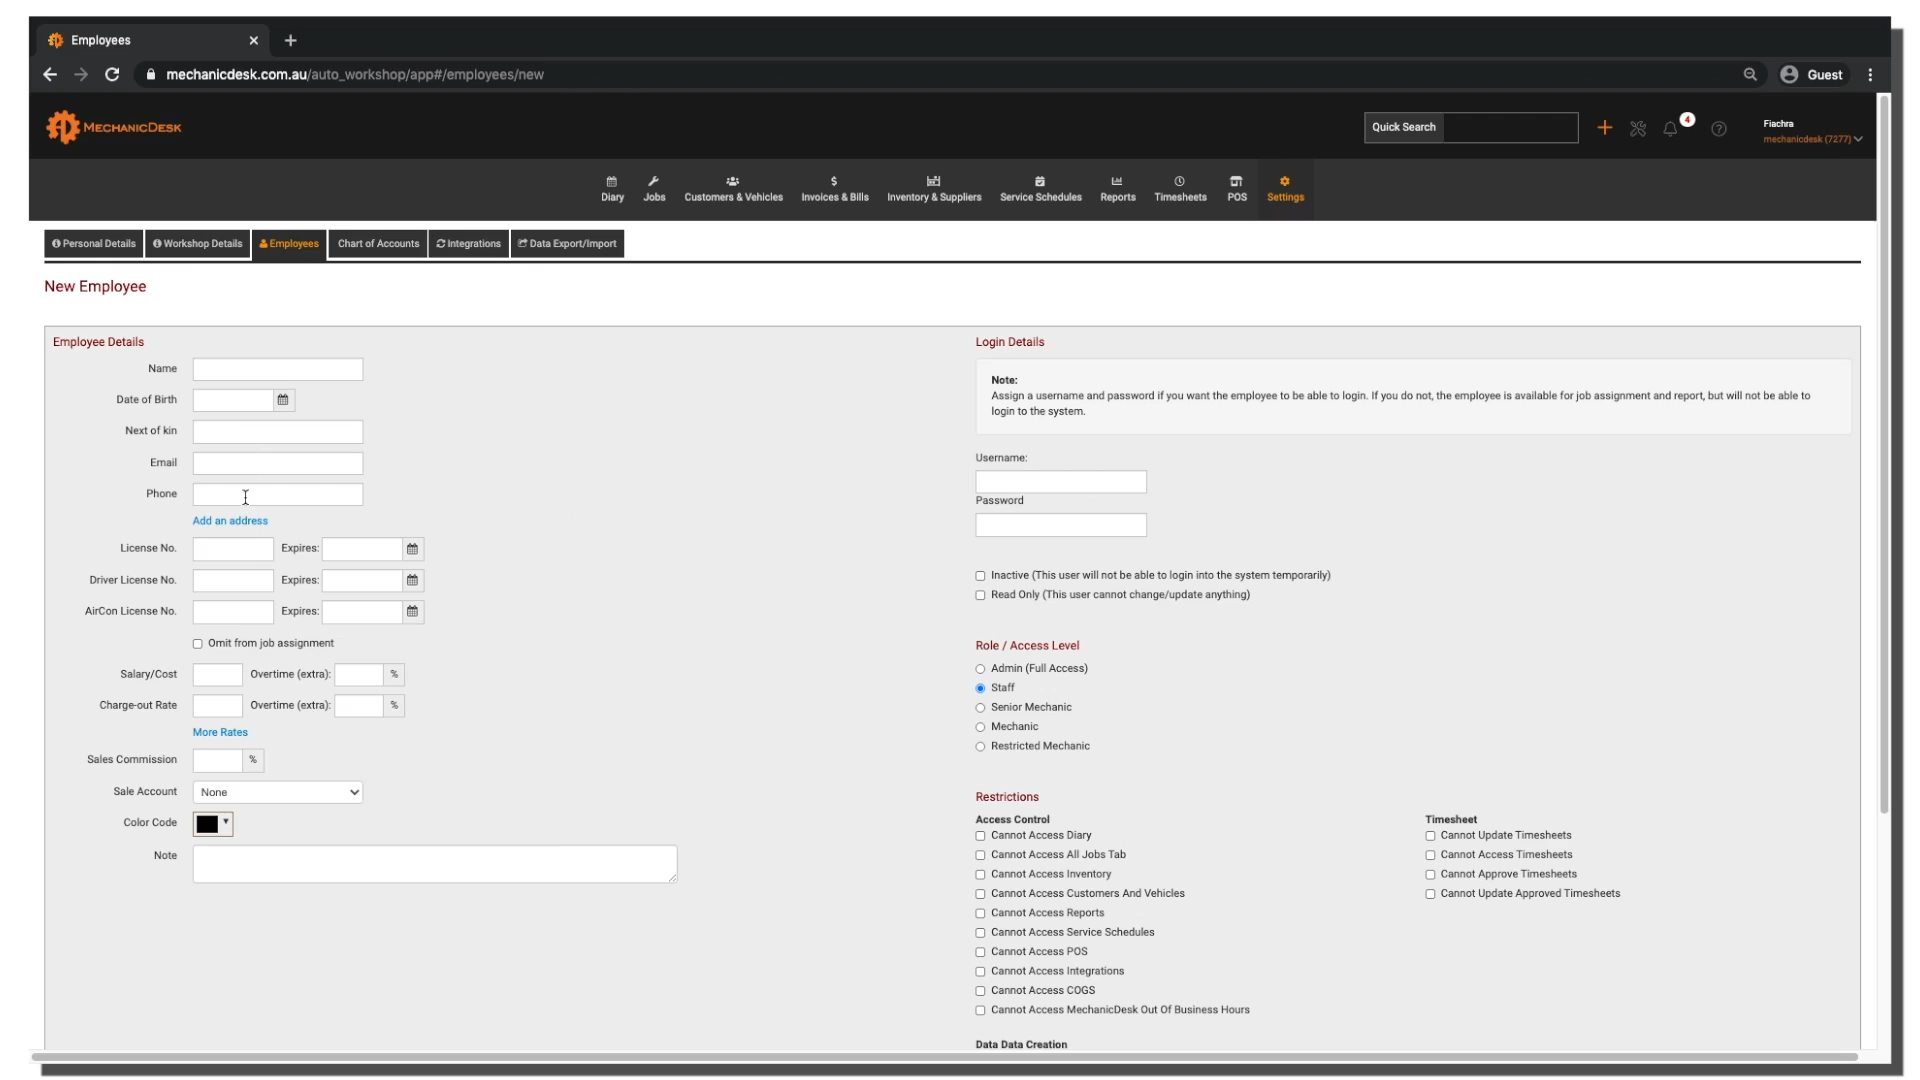 Employees
mechanicdesk.com.au/auto_workshop/app#/employees/new
Guest
MECHANICDESK
Quick Search
4
Fiachra
mechanicdesk (7277)
Diary
Jobs
Customers & Vehicles
Invoices & Bills
Inventory & Suppliers
Service Schedules
Reports
Timesheets
POS
Settings
Personal Details
Workshop Details
Employees
Chart of Accounts
Integrations
Data Export/Import
New Employee
Employee Details
Name
Date of Birth
Next of kin
Email
Phone
Add an address
License No. Expires:
Driver License No. Expires:
AirCon License No. Expires:
Omit from job assignment
Salary/Cost Overtime (extra): %
Charge-out Rate Overtime (extra): %
More Rates
Sales Commission %
Sale Account None
Color Code
Note
Login Details
Note:
Assign a username and password if you want the employee to be able to login. If you do not, the employee is available for job assignment and report, but will not be able to
login to the system.
Username:
Password
Inactive (This user will not be able to login into the system temporarily)
Read Only (This user cannot change/update anything)
Role / Access Level
Admin (Full Access)
Staff
Senior Mechanic
Mechanic
Restricted Mechanic
Restrictions
Access Control
Cannot Access Diary
Cannot Access All Jobs Tab
Cannot Access Inventory
Cannot Access Customers And Vehicles
Cannot Access Reports
Cannot Access Service Schedules
Cannot Access POS
Cannot Access Integrations
Cannot Access COGS
Cannot Access MechanicDesk Out Of Business Hours
Timesheet
Cannot Update Timesheets
Cannot Access Timesheets
Cannot Approve Timesheets
Cannot Update Approved Timesheets
Data Data Creation